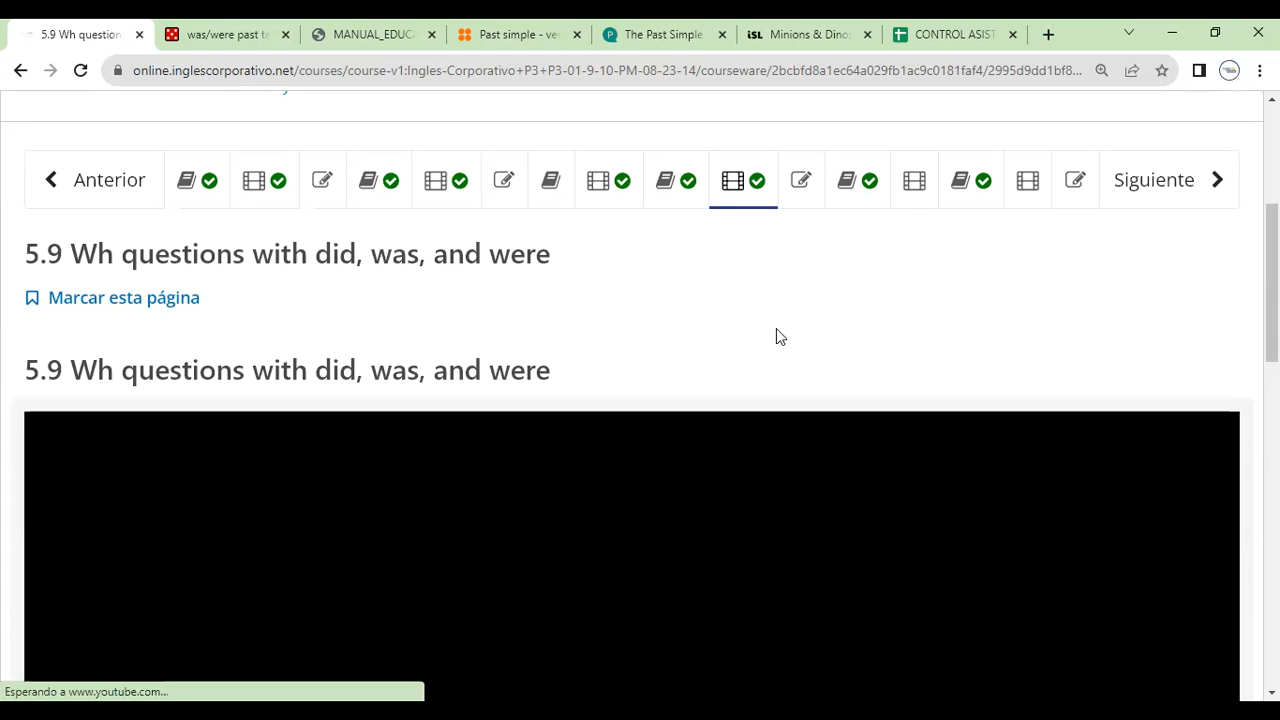 5.9 Wh question
was/were past te
MANUAL_EDUC
Past simple - ve
The Past Simple
iSL Minions & Dino
CONTROL ASIST
online.inglescorporativo.net/courses/course-v1:Ingles-Corporativo+P3+P3-01-9-10-PM-08-23-14/courseware/2bcbfd8a1ec64a029fb1ac9c0181faf4/2995d9dd1bf8...
Anterior
Siguiente
5.9 Wh questions with did, was, and were
Marcar esta página
5.9 Wh questions with did, was, and were
Esperando a www.youtube.com...